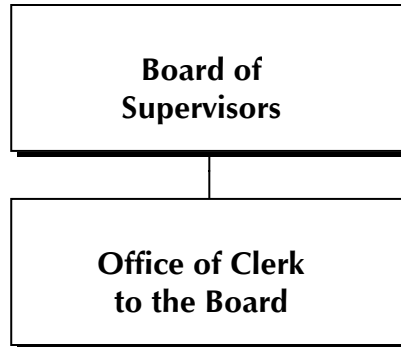 Board of
Supervisors
Office of Clerk
to the Board